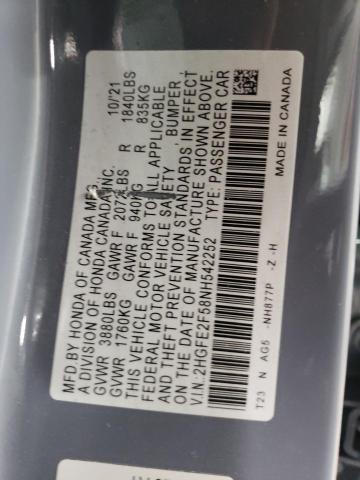 MFD.BY HONDA OF CANADA MFG. 10/21
A DIVISION OF HONDA CANADA INC.
GVWR 3880LBS GAWR F 2072LBS R 1840LBS
GVWR 1760KG GAWR F 940KG R 835KG
THIS VEHICLE CONFORMS TO ALL APPLICABLE
FEDERAL MOTOR VEHICLE SAFETY, BUMPER,
AND THEFT PREVENTION STANDARDS IN EFFECT
ON THE DATE OF MANUFACTURE SHOWN ABOVE.
V.I.N. 2HGFE2F58NH542252 TYPE: PASSENGER CAR
T23 N AG5 -NH877P -Z -H
MADE IN CANADA